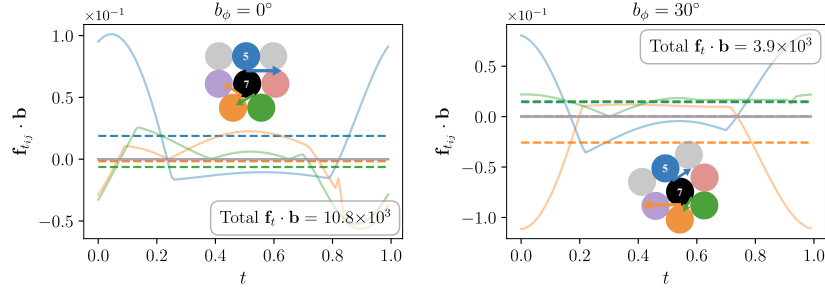 b_ϕ = 0°
×10⁻¹
1.0
0.5
0.0
−0.5
f_{t_{ij}} · b
5
7
Total f_t · b = 10.8×10³
0.0 0.2 0.4 0.6 0.8 1.0
t
b_ϕ = 30°
×10⁻¹
0.5
0.0
−0.5
−1.0
f_{t_{ij}} · b
Total f_t · b = 3.9×10³
5
7
0.0 0.2 0.4 0.6 0.8 1.0
t